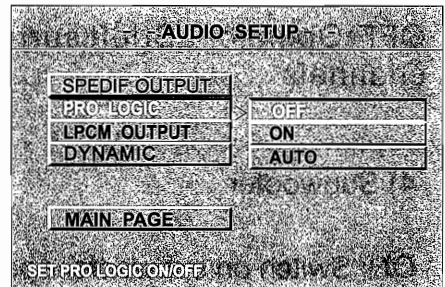 - - AUDIO SETUP - -
SPEDIF OUTPUT
PRO LOGIC
OFF
LPCM OUTPUT
ON
DYNAMIC
AUTO
MAIN PAGE
SET PRO LOGIC ON/OFF